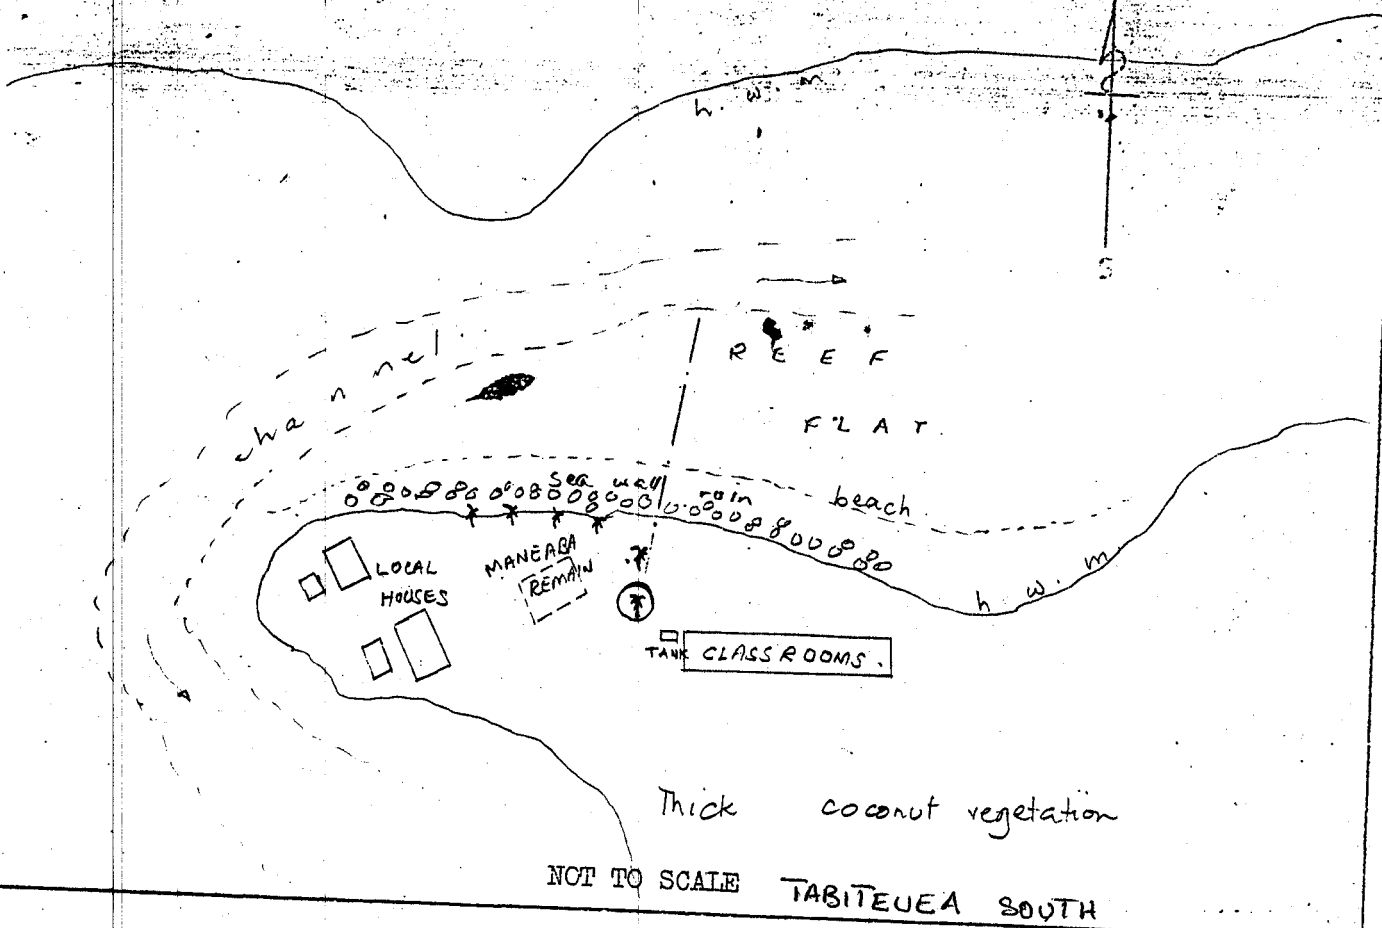 h. w. m
S
channel
REEF
FLAT.
sea wall ruin
beach
LOCAL
HOUSES
MANEABA
REMAIN
h w. m
TANK
CLASSROOMS.
Thick coconut vegetation
NOT TO SCALE
TABITEUEA SOUTH